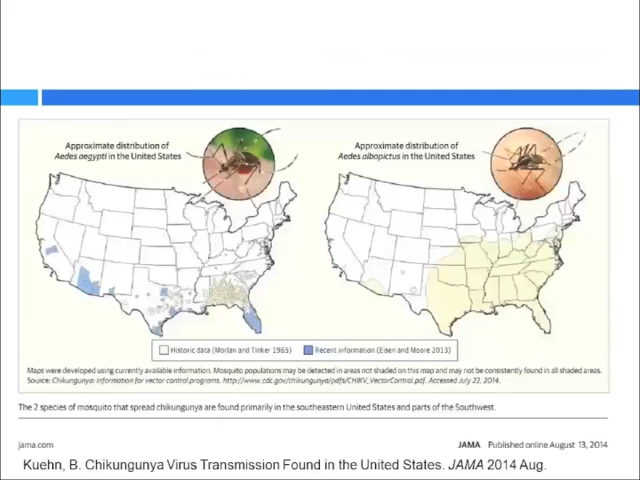 Approximate distribution of
Aedes aegypti in the United States
Approximate distribution of
Aedes albopictus in the United States
Historic data (Morlan and Tinker 1965)
Recent information (Eisen and Moore 2013)
Maps were developed using currently available information. Mosquito populations may be detected in areas not shaded on this map and may not be consistently found in all shaded areas.
Source: Chikungunya: information for vector control programs. http://www.cdc.gov/chikungunya/pdfs/CHIKV_VectorControl.pdf. Accessed July 22, 2014.
The 2 species of mosquito that spread chikungunya are found primarily in the southeastern United States and parts of the Southwest.
jama.com
JAMA Published online August 13, 2014
Kuehn, B. Chikungunya Virus Transmission Found in the United States. JAMA 2014 Aug.